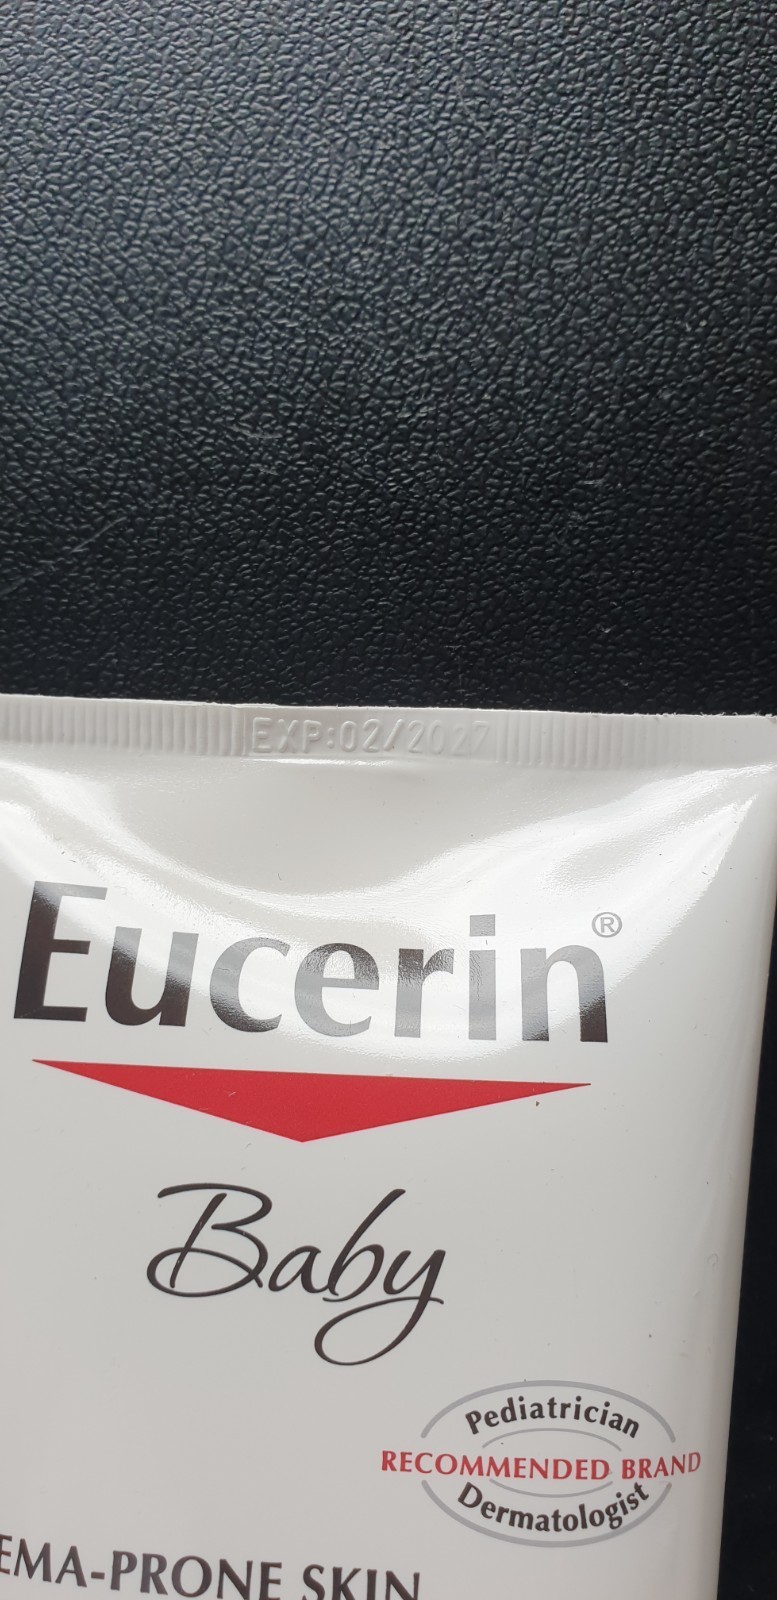 EXP:02/2027
Eucerin®
Baby
Pediatrician
RECOMMENDED BRAND
Dermatologist
EMA-PRONE SKIN